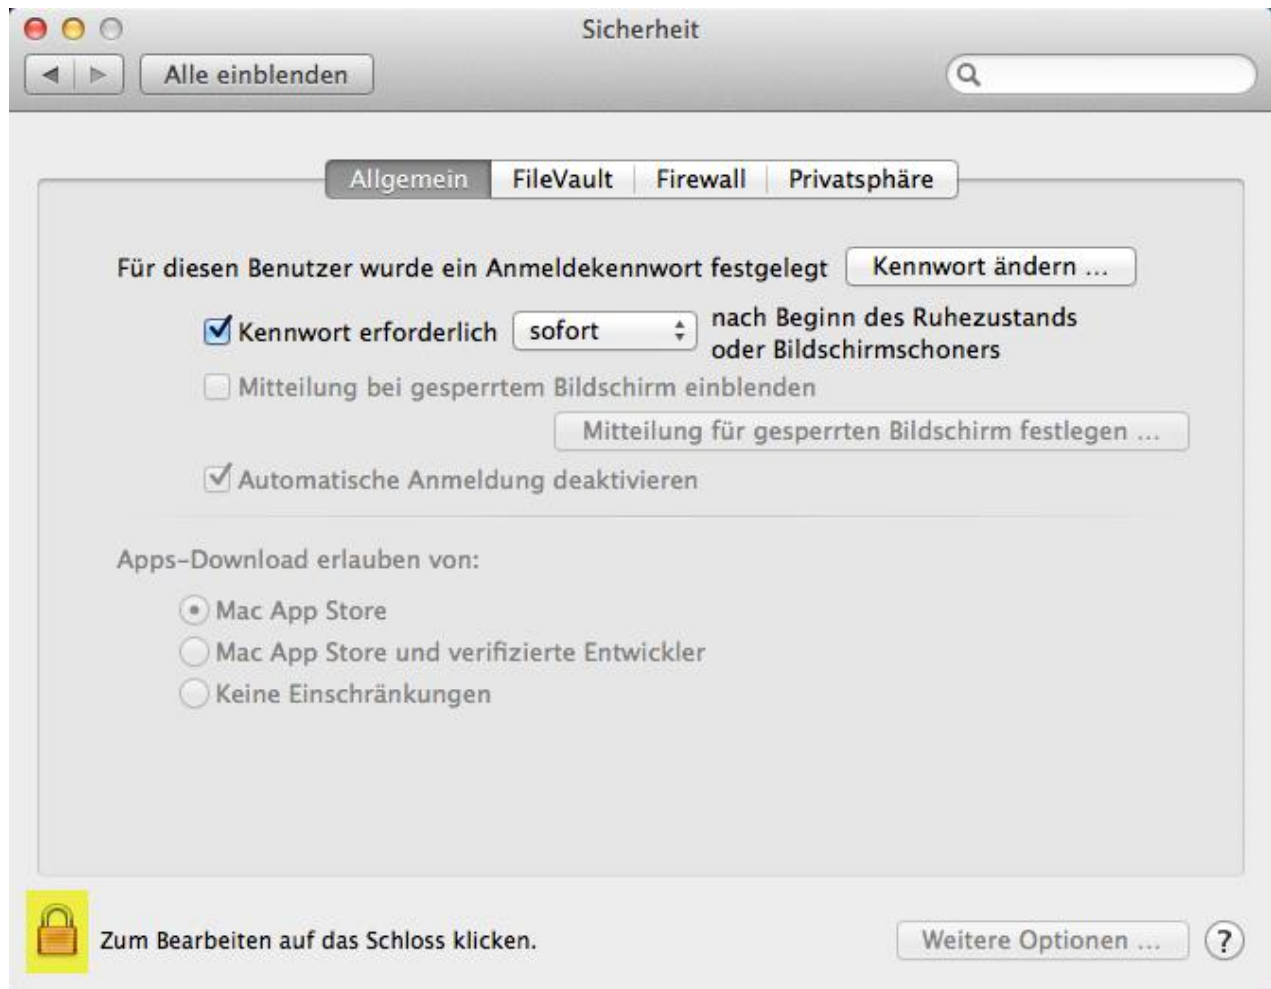 Sicherheit
Alle einblenden
Allgemein FileVault Firewall Privatsphäre
Für diesen Benutzer wurde ein Anmeldekennwort festgelegt Kennwort ändern ...
Kennwort erforderlich sofort nach Beginn des Ruhezustands
oder Bildschirmschoners
Mitteilung bei gesperrtem Bildschirm einblenden
Mitteilung für gesperrten Bildschirm festlegen ...
Automatische Anmeldung deaktivieren
Apps-Download erlauben von:
Mac App Store
Mac App Store und verifizierte Entwickler
Keine Einschränkungen
Zum Bearbeiten auf das Schloss klicken. Weitere Optionen ... ?